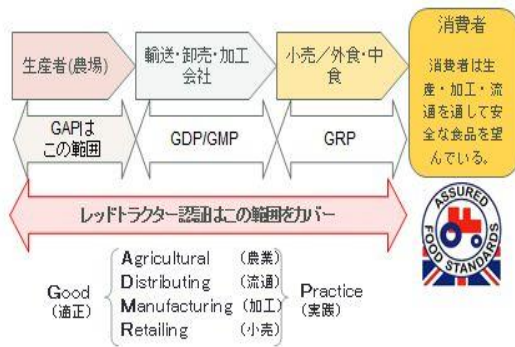 生産者(農場)
輸送・卸売・加工
会社
小売／外食・中
食
消費者
消費者は生
産・加工・流
通を通して安
全な食品を望
んでいる。
GAPは
この範囲
GDP/GMP
GRP
レッドトラクター認証はこの範囲をカバー
ASSURED
FOOD STANDARDS
Good
(適正)
Agricultural (農業)
Distributing (流通)
Manufacturing (加工)
Retailing (小売)
Practice
(実践)